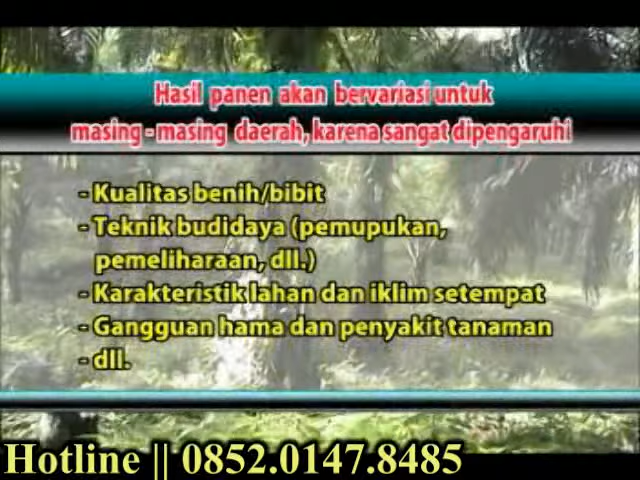 Hasil panen akan bervariasi untuk
masing - masing daerah, karena sangat dipengaruhi
- Kualitas benih/bibit
- Teknik budidaya (pemupukan,
pemeliharaan, dll.)
- Karakteristik lahan dan iklim setempat
- Gangguan hama dan penyakit tanaman
- dll.
Hotline || 0852.0147.8485